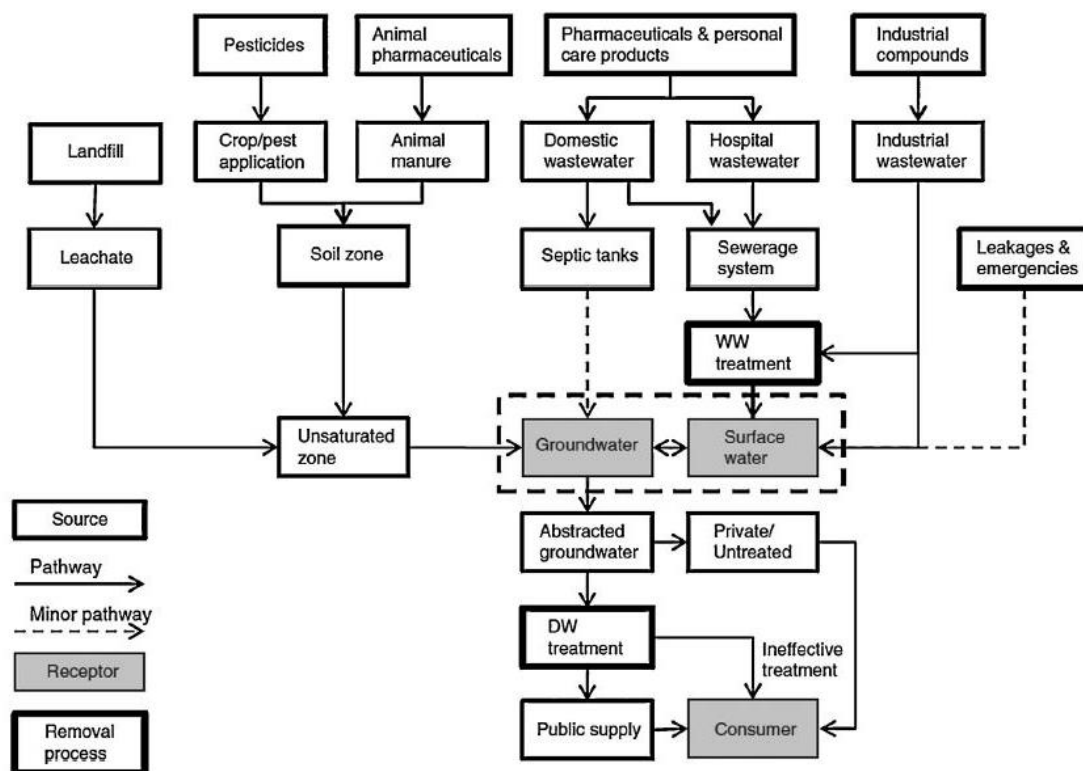 Pesticides
Animal
pharmaceuticals
Pharmaceuticals & personal
care products
Industrial
compounds
Landfill
Crop/pest
application
Animal
manure
Domestic
wastewater
Hospital
wastewater
Industrial
wastewater
Leachate
Soil zone
Septic tanks
Sewerage
system
Leakages &
emergencies
WW
treatment
Unsaturated
zone
Groundwater
Surface
water
Source
Pathway
Minor pathway
Receptor
Removal
process
Abstracted
groundwater
Private/
Untreated
DW
treatment
Ineffective
treatment
Public supply
Consumer